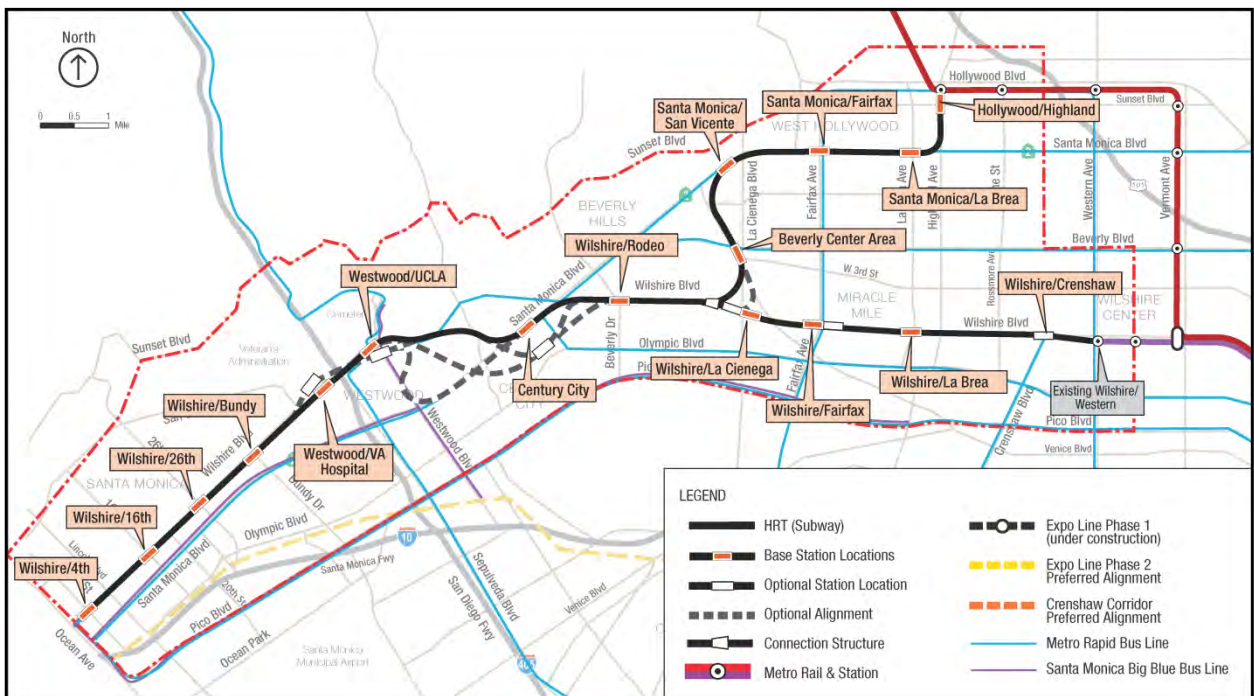 North
0 .5 1
Mile
Hollywood Blvd
Sunset Blvd
Santa Monica/
San Vicente
Santa Monica/Fairfax
Hollywood/Highland
WEST HOLLYWOOD
Sunset Blvd
Santa Monica Blvd
Santa Monica/La Brea
La Cienega Blvd
Fairfax Ave
Western Ave
Vermont Ave
101
2
BEVERLY
HILLS
Wilshire/Rodeo
Beverly Center Area
Beverly Blvd
W 3rd St
Rossmore Ave
Westwood/UCLA
Santa Monica Blvd
Wilshire Blvd
MIRACLE
MILE
Wilshire/Crenshaw
WILSHIRE
CENTER
Wilshire Blvd
Beverly Dr
Olympic Blvd
Sunset Blvd
Veterans
Administration
Century City
Wilshire/La Cienega
Fairfax Ave
Wilshire/La Brea
Existing Wilshire/
Western
WESTWOOD
Wilshire/Bundy
Westwood/VA
Hospital
Wilshire/Fairfax
Crenshaw Blvd
Pico Blvd
Venice Blvd
Westwood Blvd
Wilshire/26th
SANTA MONICA
Bundy Dr
Wilshire/16th
Olympic Blvd
10
Santa Monica Fwy
Wilshire/4th
Santa Monica Blvd
20th St
Pico Blvd
Ocean Park
Ocean Ave
Santa Monica
Municipal Airport
Sepulveda Blvd
San Diego Fwy
Venice Blvd
405
LEGEND
HRT (Subway)
Base Station Locations
Optional Station Location
Optional Alignment
Connection Structure
Metro Rail & Station
Expo Line Phase 1
(under construction)
Expo Line Phase 2
Preferred Alignment
Crenshaw Corridor
Preferred Alignment
Metro Rapid Bus Line
Santa Monica Big Blue Bus Line